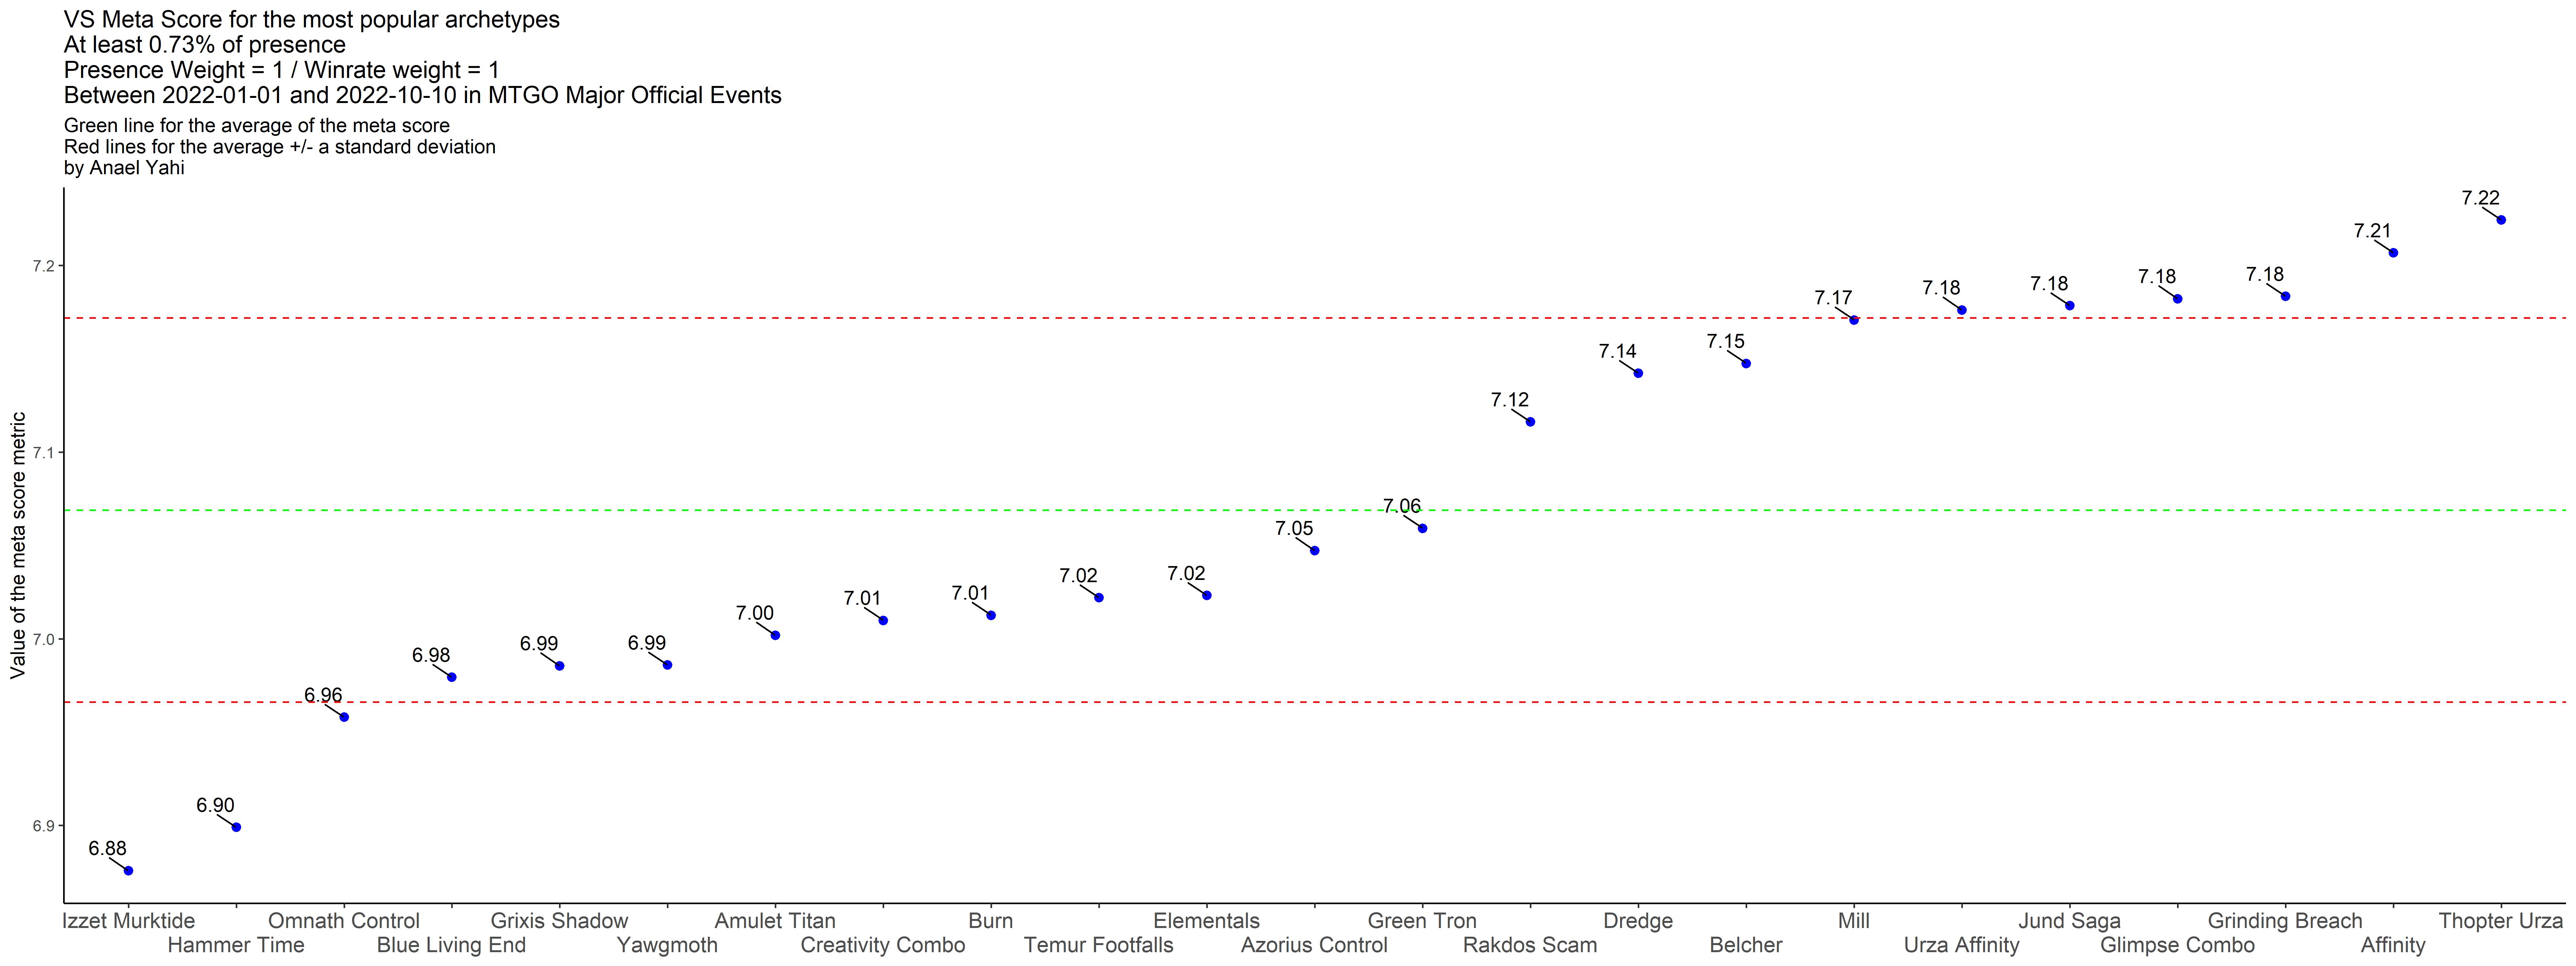 VS Meta Score for the most popular archetypes
At least 0.73% of presence
Presence Weight = 1 / Winrate weight = 1
Between 2022-01-01 and 2022-10-10 in MTGO Major Official Events
Green line for the average of the meta score
Red lines for the average +/- a standard deviation
by Anael Yahi
Value of the meta score metric
7.2
7.1
7.0
6.9
6.88
6.90
6.96
6.98
6.99
6.99
7.00
7.01
7.01
7.02
7.02
7.05
7.06
7.12
7.14
7.15
7.17
7.18
7.18
7.18
7.18
7.21
7.22
Izzet Murktide
Hammer Time
Omnath Control
Blue Living End
Grixis Shadow
Yawgmoth
Amulet Titan
Creativity Combo
Burn
Temur Footfalls
Elementals
Azorius Control
Green Tron
Rakdos Scam
Dredge
Belcher
Mill
Urza Affinity
Jund Saga
Glimpse Combo
Grinding Breach
Affinity
Thopter Urza